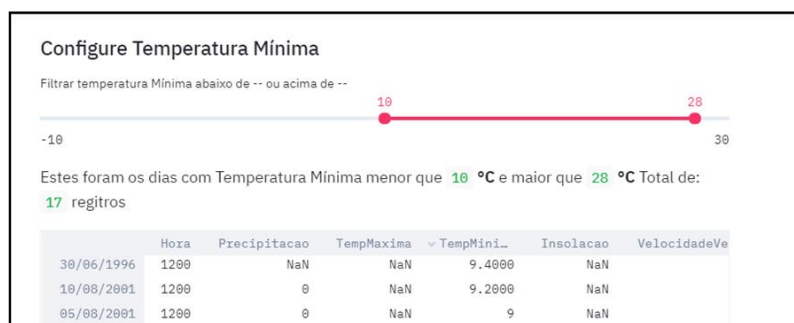 Configure Temperatura Mínima
Filtrar temperatura Mínima abaixo de -- ou acima de --
10 28
-10 30
Estes foram os dias com Temperatura Mínima menor que 10 °C e maior que 28 °C Total de:
17 regitros
Hora Precipitacao TempMaxima TempMini… Insolacao VelocidadeVe
30/06/1996 1200 NaN NaN 9.4000 NaN
10/08/2001 1200 0 NaN 9.2000 NaN
05/08/2001 1200 0 NaN 9 NaN